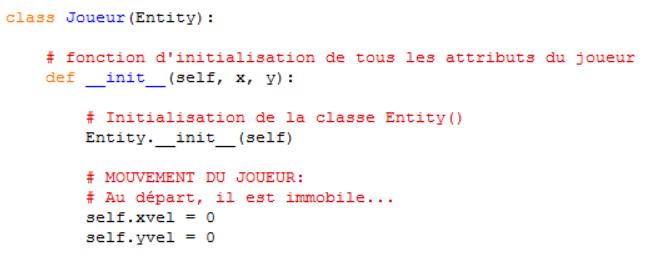 class Joueur(Entity):
# fonction d'initialisation de tous les attributs du joueur
def __init__(self, x, y):
# Initialisation de la classe Entity()
Entity.__init__(self)
# MOUVEMENT DU JOUEUR:
# Au départ, il est immobile...
self.xvel = 0
self.yvel = 0